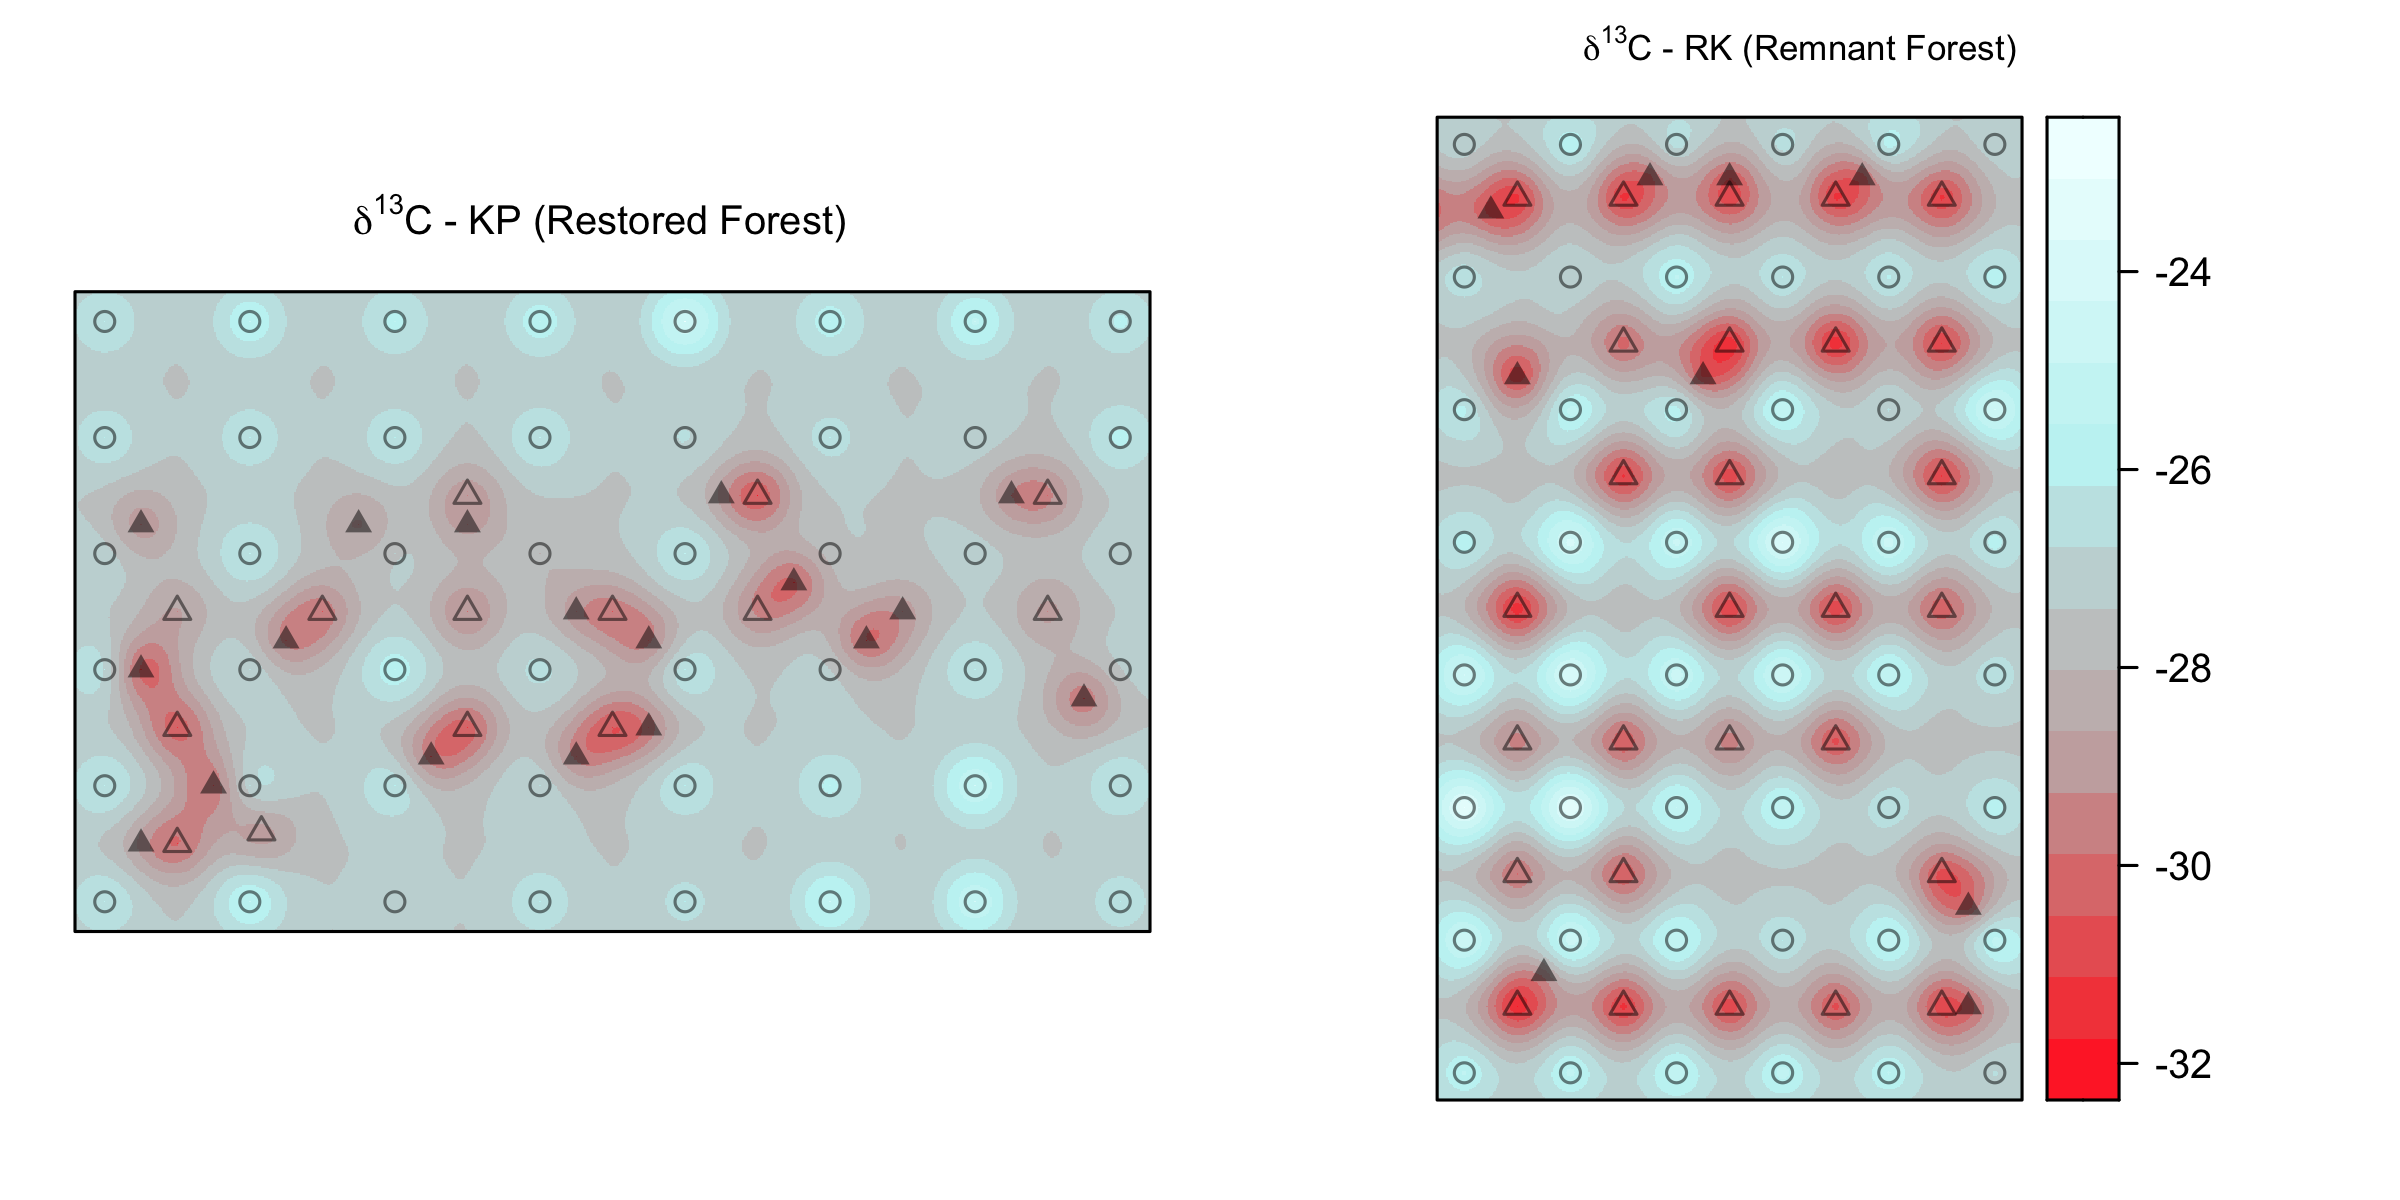 δ¹³C - KP (Restored Forest)
δ¹³C - RK (Remnant Forest)
-24
-26
-28
-30
-32